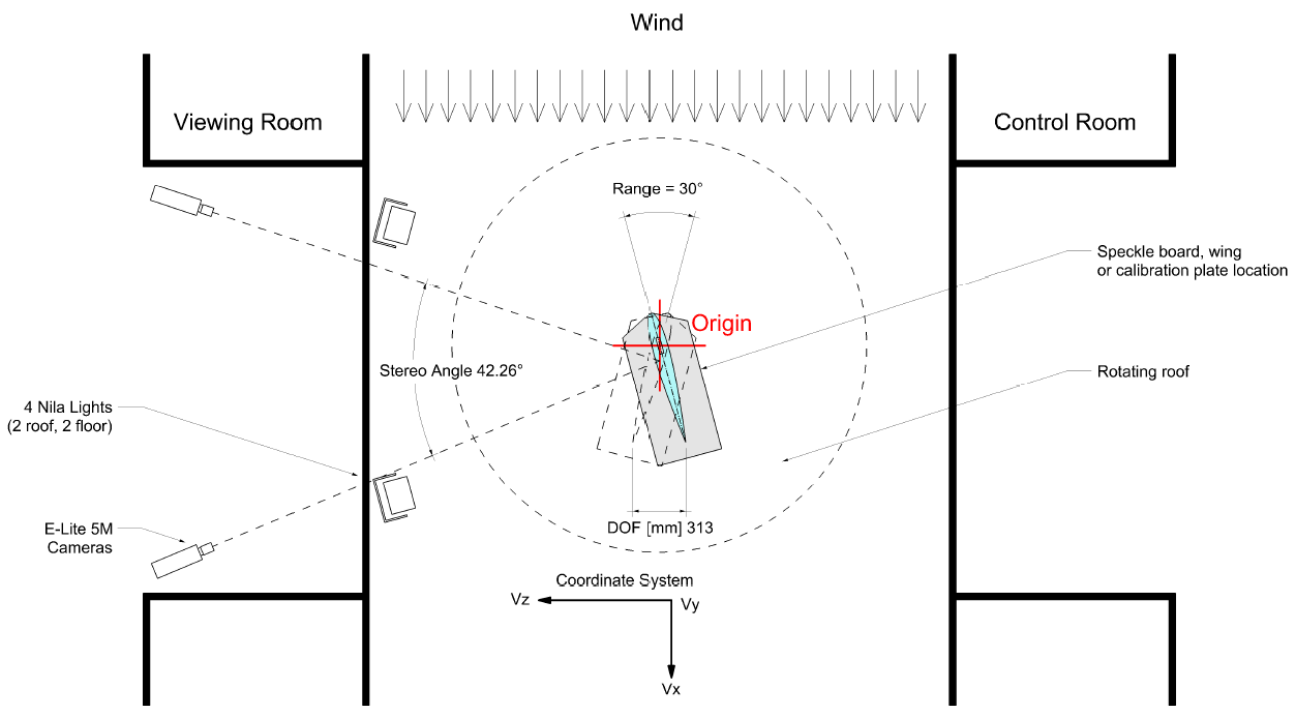 Wind
Viewing Room
Control Room
Range = 30°
Speckle board, wing
or calibration plate location
Origin
Stereo Angle 42.26°
Rotating roof
4 Nila Lights
(2 roof, 2 floor)
DOF [mm] 313
E-Lite 5M
Cameras
Coordinate System
Vz
Vy
Vx